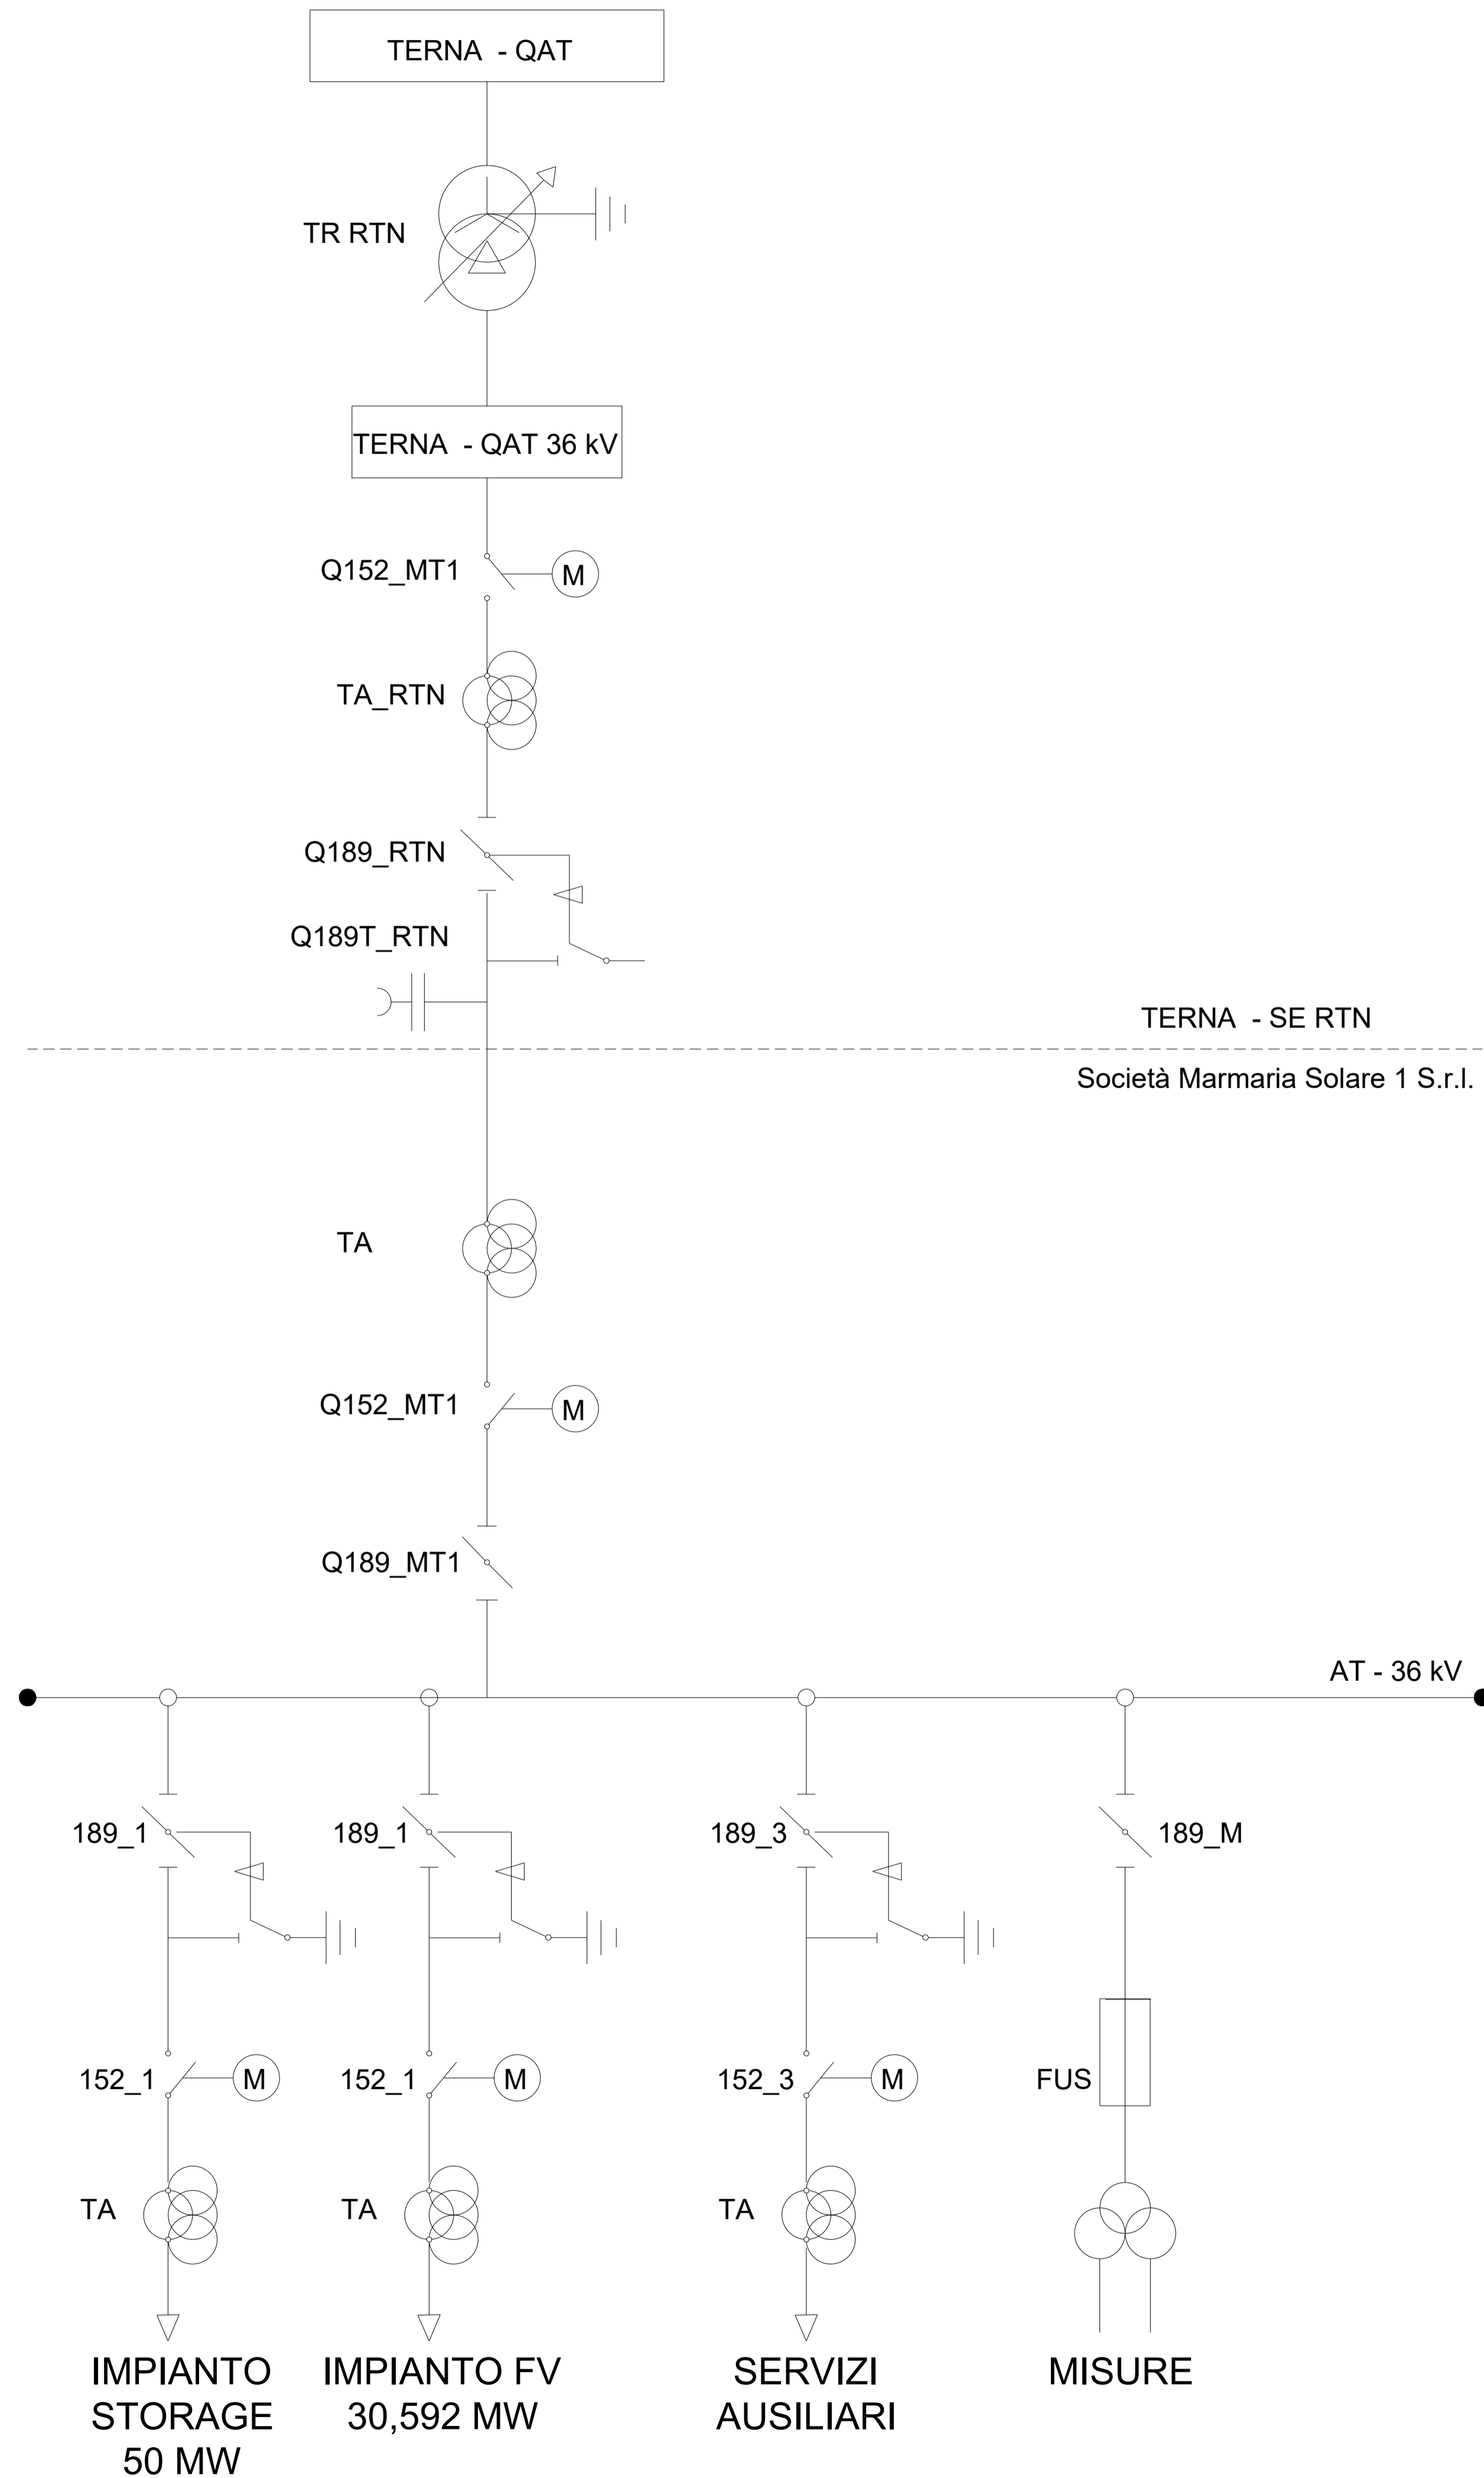 TERNA - QAT
TR RTN
TERNA - QAT 36 kV
Q152_MT1
M
TA_RTN
Q189_RTN
Q189T_RTN
TERNA - SE RTN
Società Marmaria Solare 1 S.r.l.
TA
Q152_MT1
M
Q189_MT1
AT - 36 kV
189_1
189_1
189_3
189_M
152_1
M
152_1
M
152_3
M
FUS
TA
TA
TA
IMPIANTO
STORAGE
50 MW
IMPIANTO FV
30,592 MW
SERVIZI
AUSILIARI
MISURE